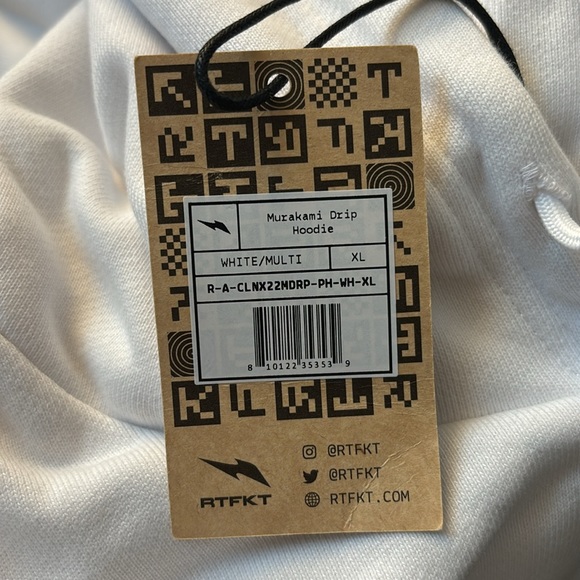 Murakami Drip
Hoodie
WHITE/MULTI XL
R-A-CLNX22MDRP-PH-WH-XL
8 10122 35353 9
@RTFKT
@RTFKT
RTFKT RTFKT.COM